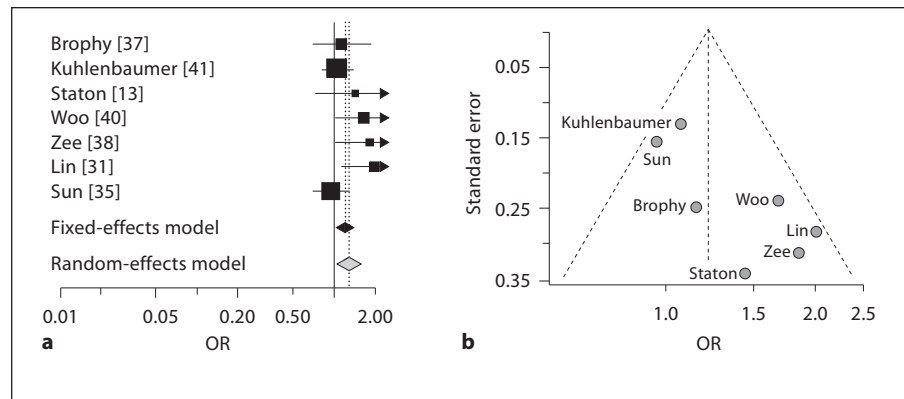 Brophy [37]
Kuhlenbaumer [41]
Staton [13]
Woo [40]
Zee [38]
Lin [31]
Sun [35]
Fixed-effects model
Random-effects model
0.01 0.05 0.20 0.50 2.00
OR
a
Standard error
0.05
0.15
0.25
0.35
Kuhlenbaumer
Sun
Brophy
Woo
Lin
Zee
Staton
1.0 1.5 2.0 2.5
OR
b